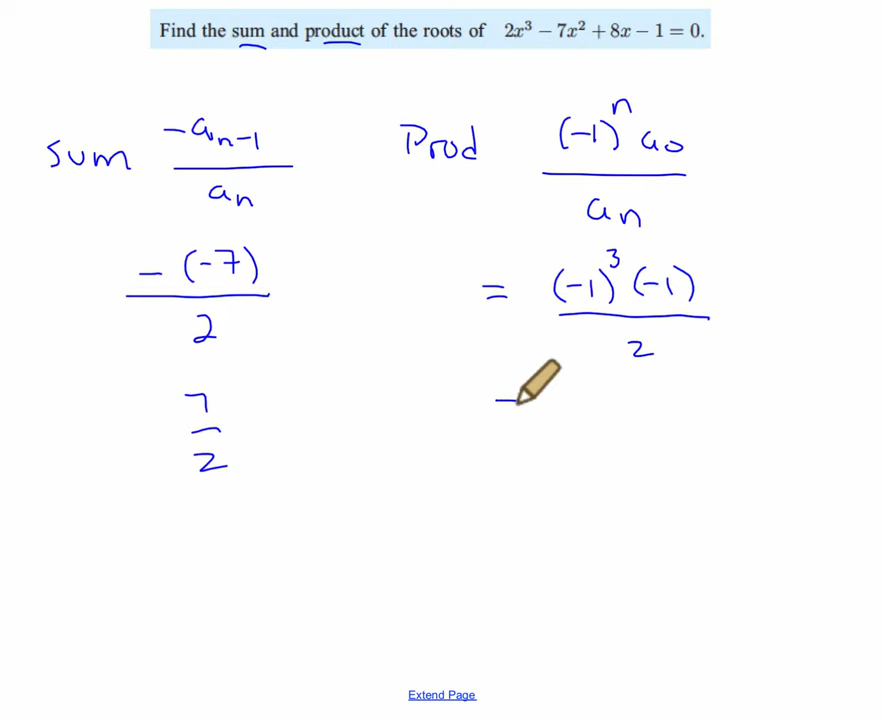 Find the sum and product of the roots of 2x³ − 7x² + 8x − 1 = 0.
sum −aₙ₋₁ / aₙ Prod (−1)ⁿ a₀ / aₙ
−(−7) / 2 = (−1)³ (−1) / 2
7 / 2
Extend Page